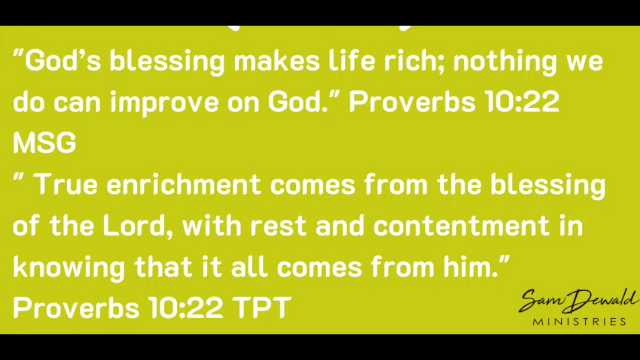 "God's blessing makes life rich; nothing we
do can improve on God." Proverbs 10:22
MSG
" True enrichment comes from the blessing
of the Lord, with rest and contentment in
knowing that it all comes from him."
Proverbs 10:22 TPT
Sam Dewald
MINISTRIES